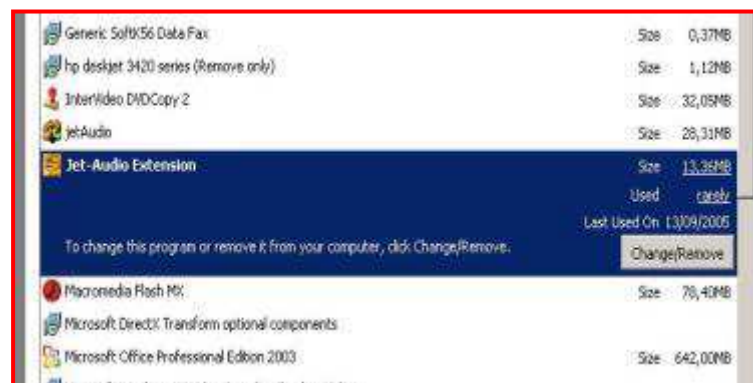 Generic SoftK56 Data Fax Size 0,37MB
hp deskjet 3420 series (Remove only) Size 1,12MB
InterVideo DVDCopy 2 Size 32,05MB
jetAudio Size 28,31MB
Jet-Audio Extension Size 13,36MB
Used rarely
Last Used On 13/09/2005
To change this program or remove it from your computer, click Change/Remove. Change/Remove
Macromedia Flash MX Size 78,40MB
Microsoft DirectX Transform optional components
Microsoft Office Professional Edition 2003 Size 642,00MB